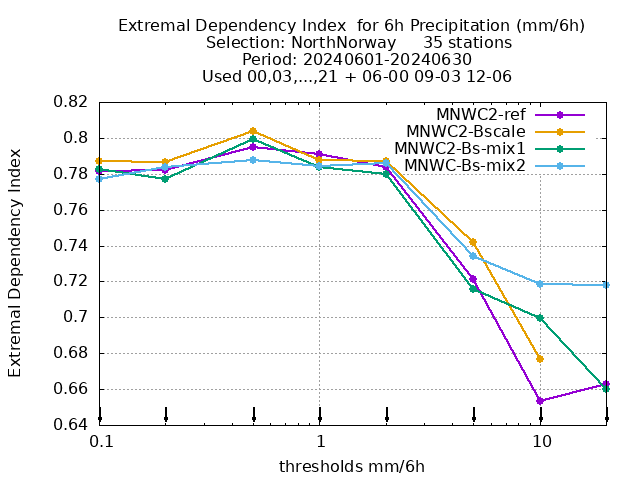 Extremal Dependency Index  for 6h Precipitation (mm/6h)
Selection: NorthNorway     35 stations
Period: 20240601-20240630
Used 00,03,...,21 + 06-00 09-03 12-06
MNWC2-ref
MNWC2-Bscale
MNWC2-Bs-mix1
MNWC-Bs-mix2
Extremal Dependency Index
0.82
0.8
0.78
0.76
0.74
0.72
0.7
0.68
0.66
0.64
0.1
1
10
thresholds mm/6h